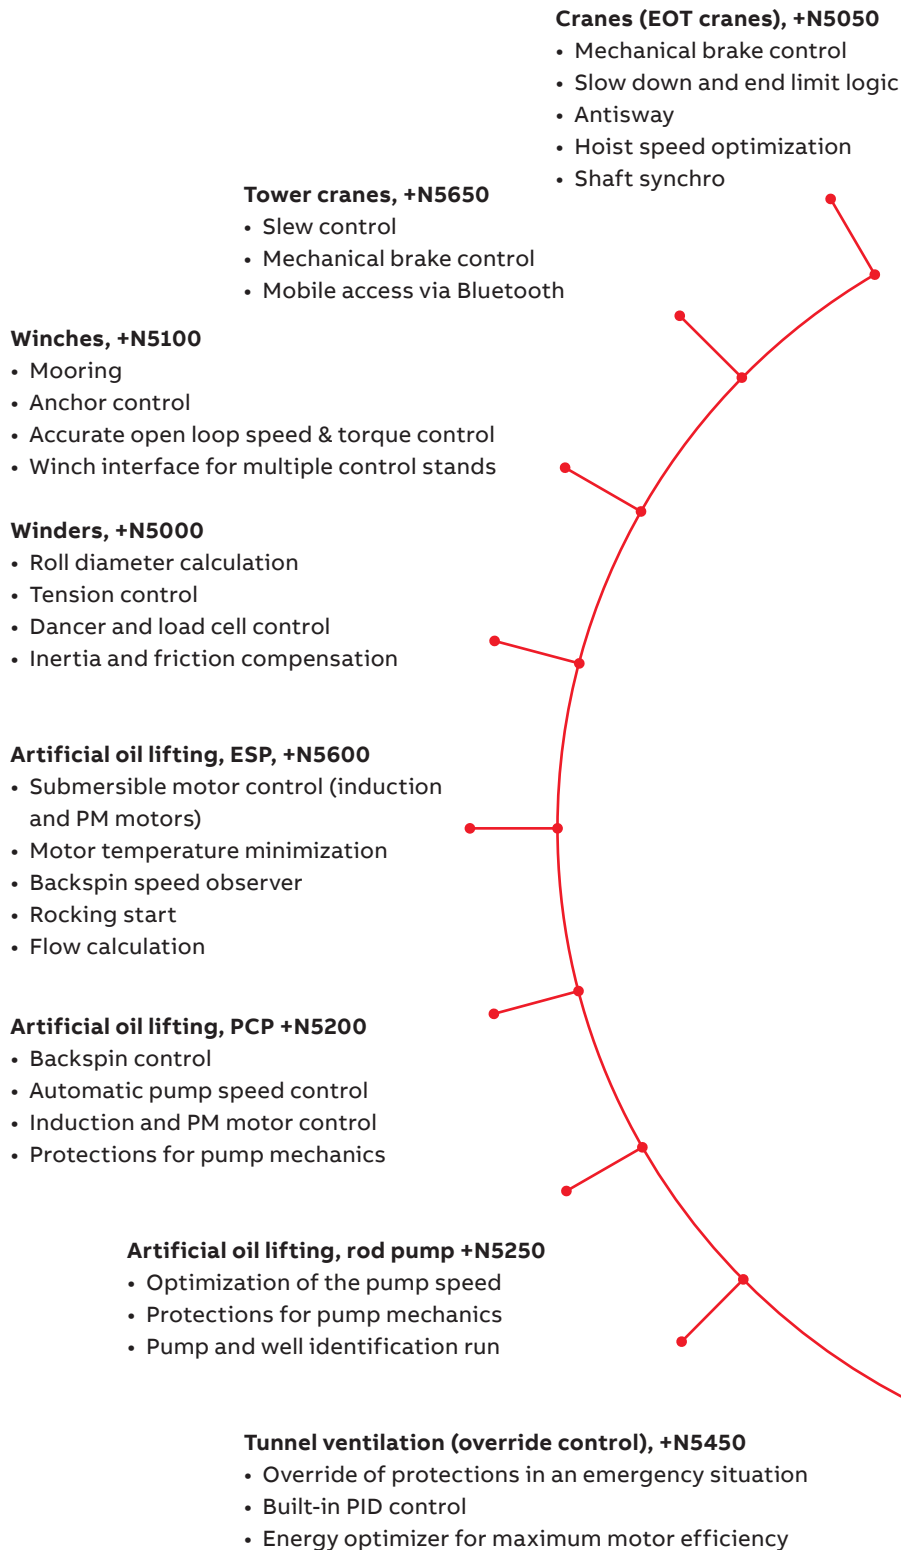 Cranes (EOT cranes), +N5050
• Mechanical brake control
• Slow down and end limit logic
• Antisway
• Hoist speed optimization
• Shaft synchro
Tower cranes, +N5650
• Slew control
• Mechanical brake control
• Mobile access via Bluetooth
Winches, +N5100
• Mooring
• Anchor control
• Accurate open loop speed & torque control
• Winch interface for multiple control stands
Winders, +N5000
• Roll diameter calculation
• Tension control
• Dancer and load cell control
• Inertia and friction compensation
Artificial oil lifting, ESP, +N5600
• Submersible motor control (induction
and PM motors)
• Motor temperature minimization
• Backspin speed observer
• Rocking start
• Flow calculation
Artificial oil lifting, PCP +N5200
• Backspin control
• Automatic pump speed control
• Induction and PM motor control
• Protections for pump mechanics
Artificial oil lifting, rod pump +N5250
• Optimization of the pump speed
• Protections for pump mechanics
• Pump and well identification run
Tunnel ventilation (override control), +N5450
• Override of protections in an emergency situation
• Built-in PID control
• Energy optimizer for maximum motor efficiency